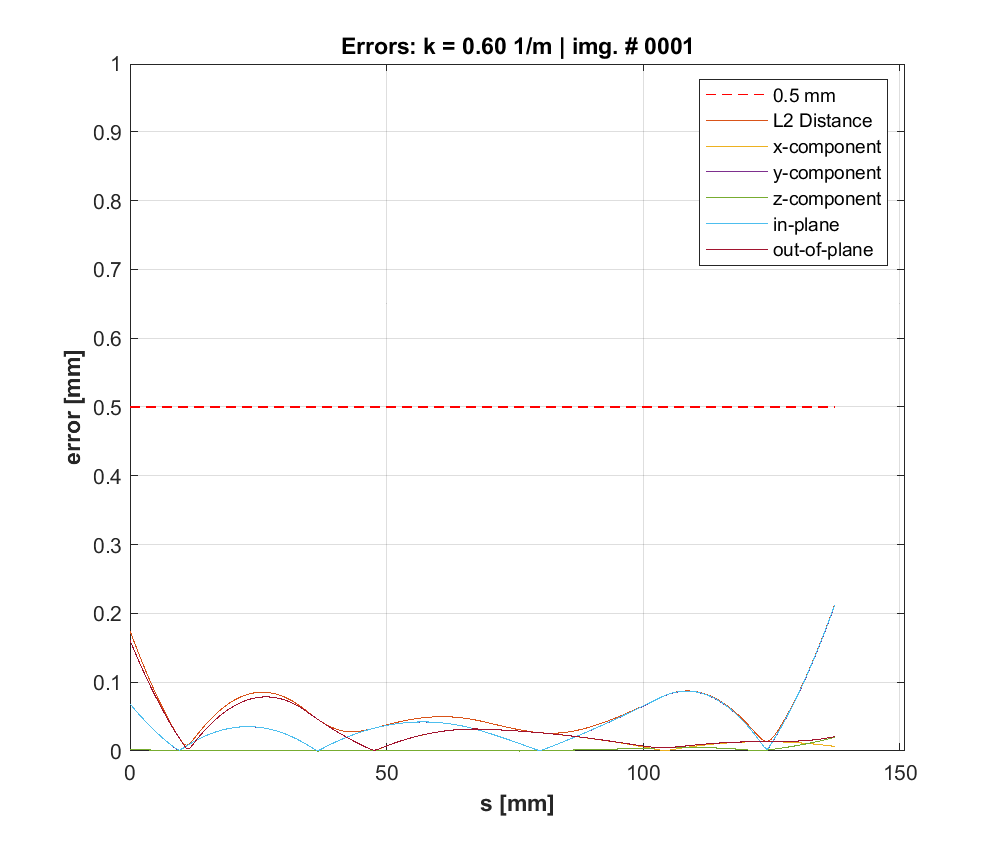 Errors: k = 0.60 1/m | img. # 0001
1
0.9
0.8
0.7
0.6
0.5
0.4
0.3
0.2
0.1
0
error [mm]
0.5 mm
L2 Distance
x-component
y-component
z-component
in-plane
out-of-plane
0 50 100 150
s [mm]